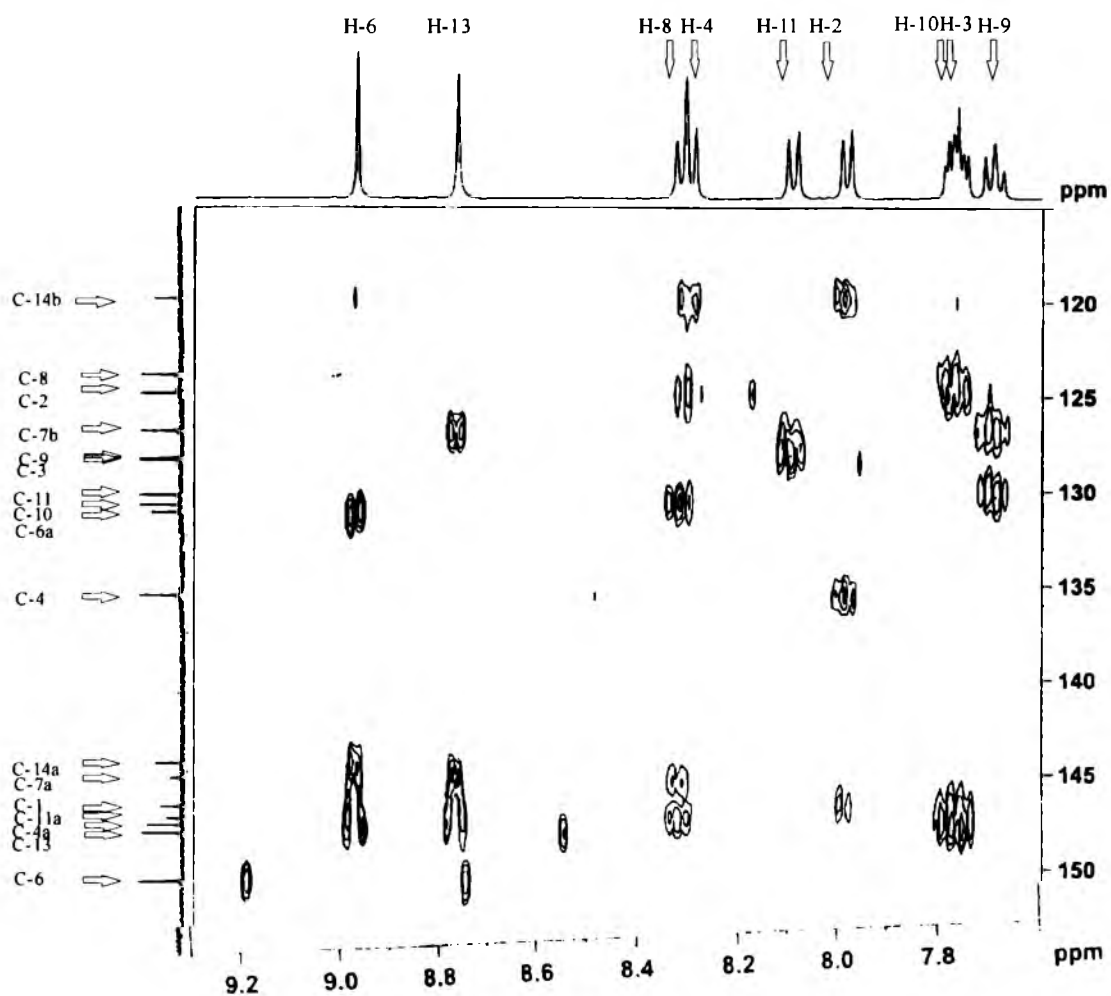 H-6 H-13 H-8 H-4 H-11 H-2 H-10 H-3 H-9
ppm
C-14b
120
C-8
C-2
125
C-7b
C-9
C-3
C-11
130
C-10
C-6a
C-4
135
140
C-14a
C-7a
145
C-1
C-11a
C-4a
C-13
C-6
150
9.2 9.0 8.8 8.6 8.4 8.2 8.0 7.8 ppm